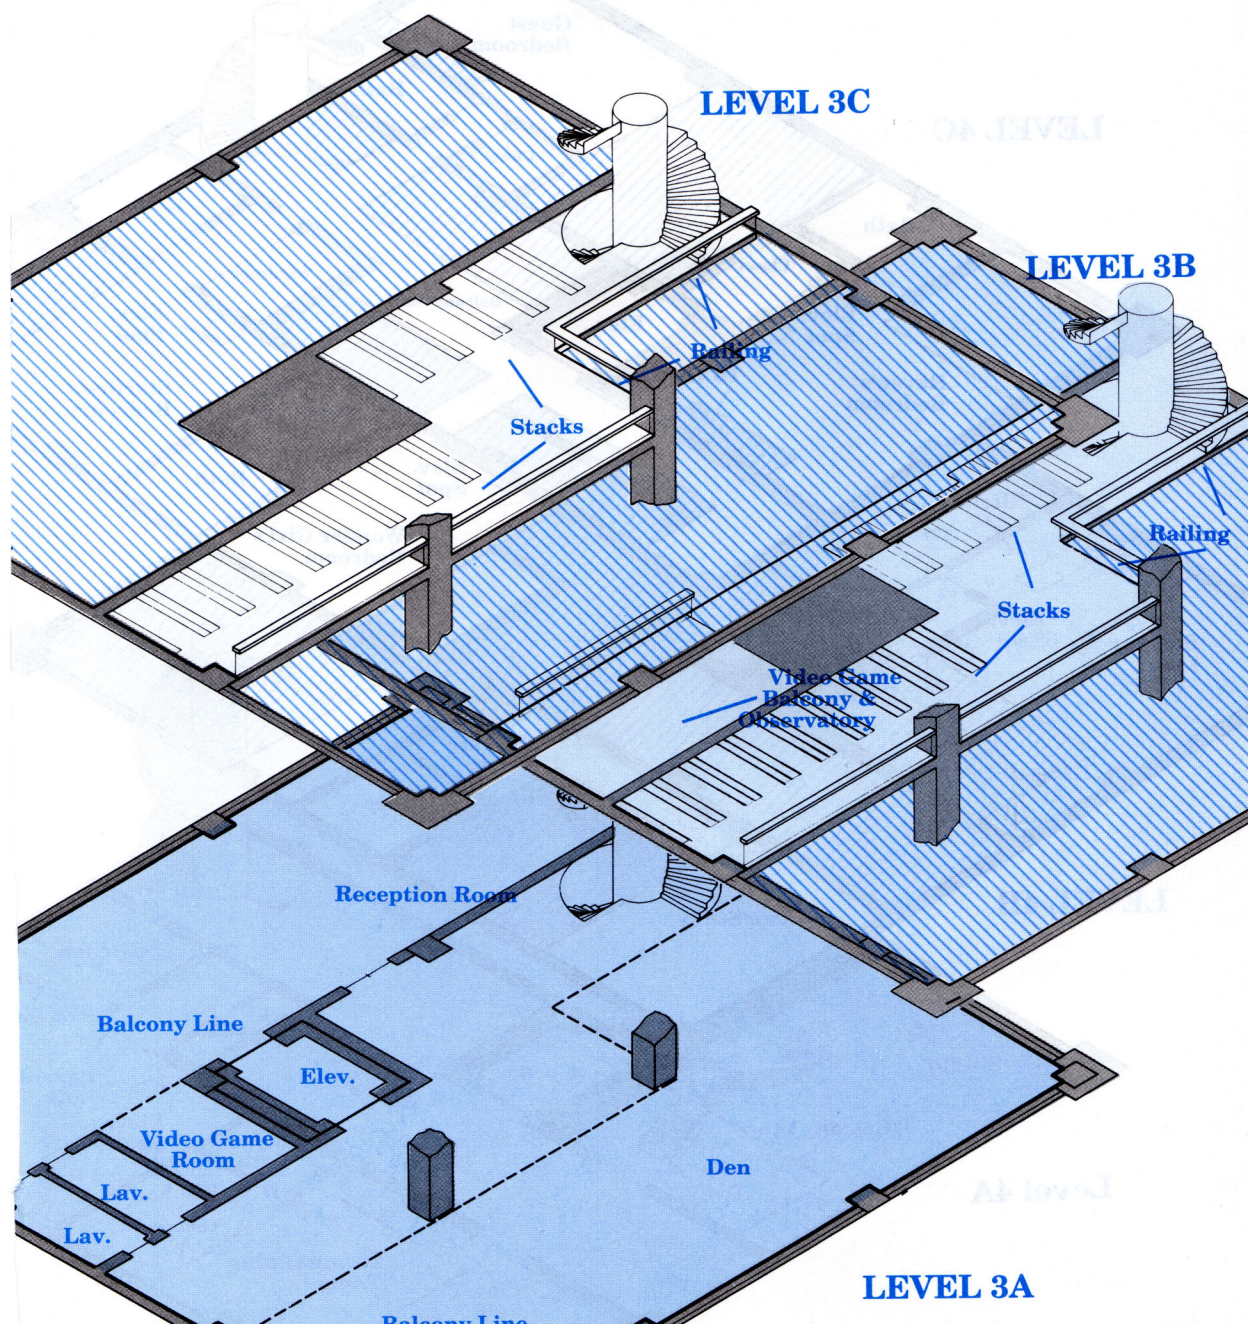 LEVEL 3C
LEVEL 3B
Railing
Stacks
Railing
Stacks
Video Game
Balcony &
Observatory
Reception Room
Balcony Line
Elev.
Video Game
Room
Lav.
Lav.
Den
LEVEL 3A
Balcony Line